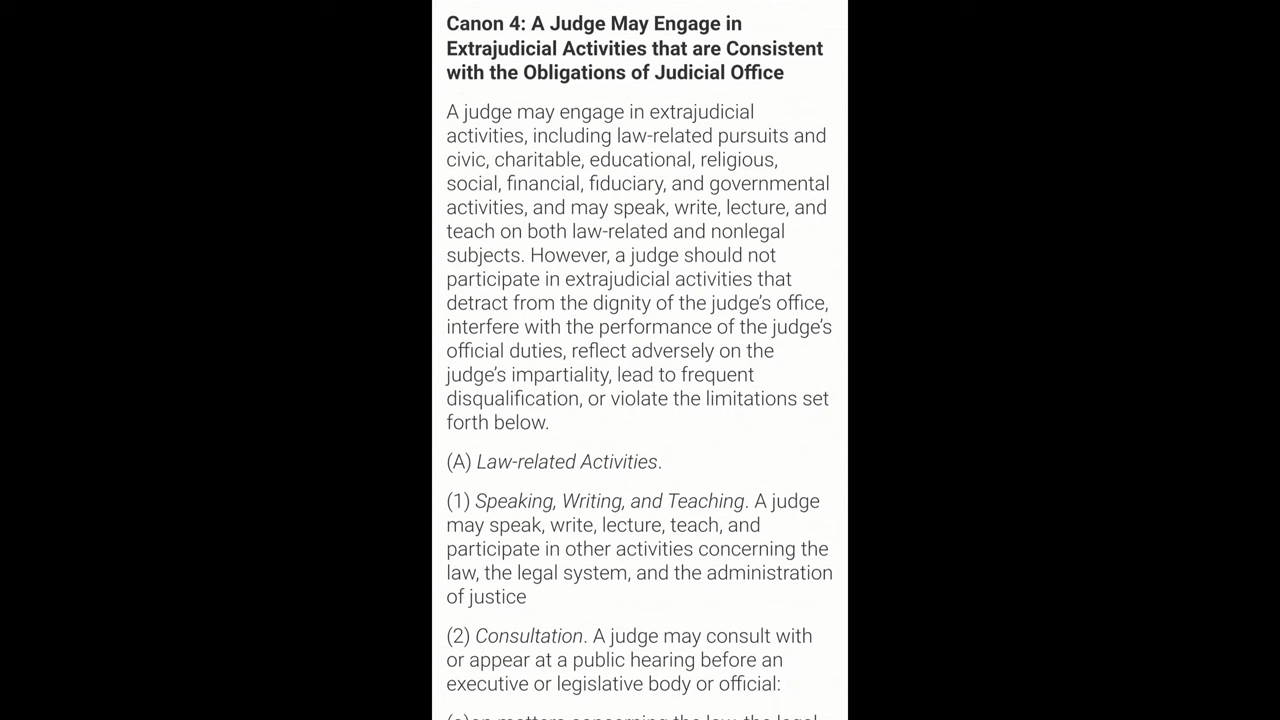 Canon 4: A Judge May Engage in
Extrajudicial Activities that are Consistent
with the Obligations of Judicial Office
A judge may engage in extrajudicial
activities, including law-related pursuits and
civic, charitable, educational, religious,
social, financial, fiduciary, and governmental
activities, and may speak, write, lecture, and
teach on both law-related and nonlegal
subjects. However, a judge should not
participate in extrajudicial activities that
detract from the dignity of the judge’s office,
interfere with the performance of the judge’s
official duties, reflect adversely on the
judge’s impartiality, lead to frequent
disqualification, or violate the limitations set
forth below.
(A) Law-related Activities.
(1) Speaking, Writing, and Teaching. A judge
may speak, write, lecture, teach, and
participate in other activities concerning the
law, the legal system, and the administration
of justice
(2) Consultation. A judge may consult with
or appear at a public hearing before an
executive or legislative body or official:
(a)on matters concerning the law, the legal